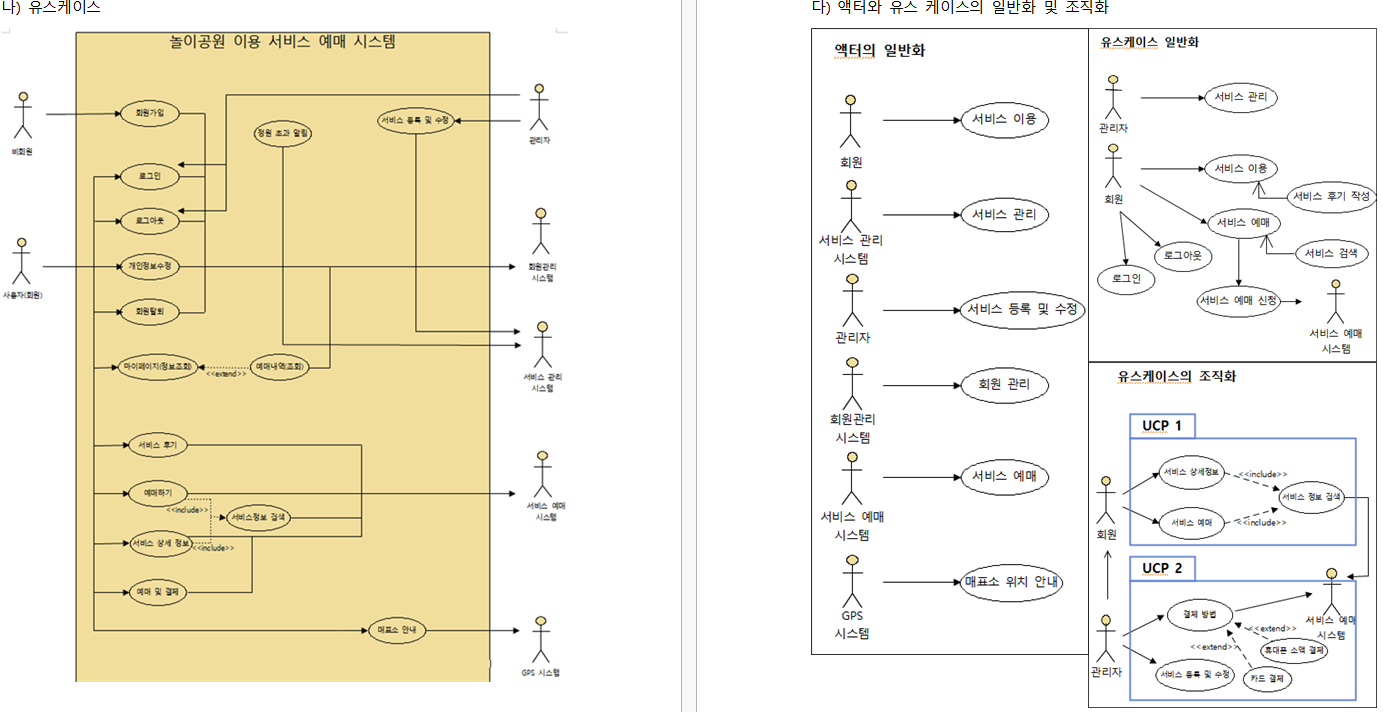 나) 유스케이스
놀이공원 이용 서비스 예매 시스템
비회원
사용자(회원)
회원가입
로그인
로그아웃
개인정보수정
회원탈퇴
마이페이지(정보조회)
<<extend>>
예매내역(조회)
정원 초과 알림
서비스 등록 및 수정
서비스 후기
예매하기
<<include>>
서비스정보 검색
서비스 상세 정보
<<include>>
예매 및 결제
매표소 안내
관리자
회원관리
시스템
서비스 관리
시스템
서비스 예매
시스템
GPS 시스템
다) 액터와 유스 케이스의 일반화 및 조직화
액터의 일반화
회원
서비스 이용
서비스 관리
시스템
서비스 관리
관리자
서비스 등록 및 수정
회원관리
시스템
회원 관리
서비스 예매
시스템
서비스 예매
GPS
시스템
매표소 위치 안내
유스케이스 일반화
관리자
서비스 관리
회원
서비스 이용
서비스 후기 작성
서비스 예매
로그아웃
서비스 검색
로그인
서비스 예매 신청
서비스 예매
시스템
유스케이스의 조직화
UCP 1
서비스 상세정보
<<include>>
서비스 정보 검색
서비스 예매
<<include>>
회원
UCP 2
결제 방법
서비스 예매
시스템
<<extend>>
휴대폰 소액 결제
<<extend>>
관리자
서비스 등록 및 수정
카드 결제